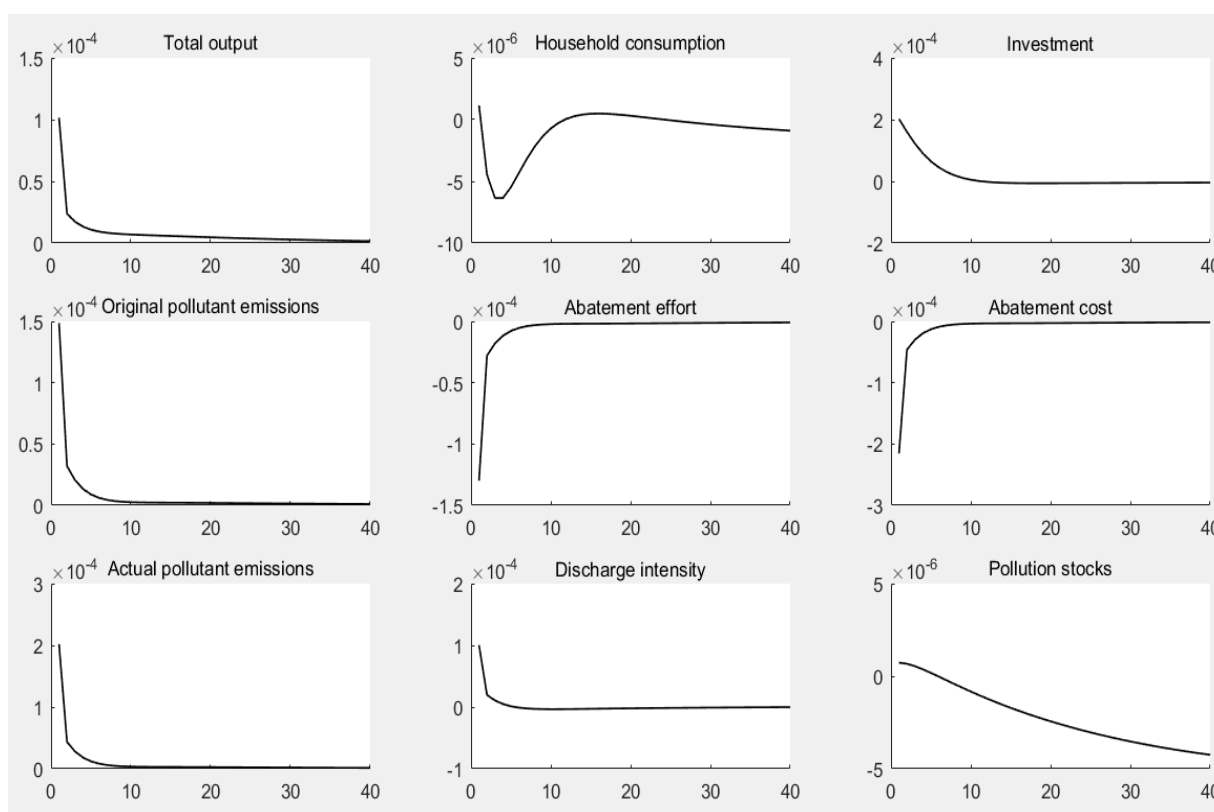 Total output
×10-4
1.5
1
0.5
0
0 10 20 30 40
Household consumption
×10-6
5
0
-5
-10
0 10 20 30 40
Investment
×10-4
4
2
0
-2
0 10 20 30 40
Original pollutant emissions
×10-4
1.5
1
0.5
0
0 10 20 30 40
Abatement effort
×10-4
0
-0.5
-1
-1.5
0 10 20 30 40
Abatement cost
×10-4
0
-1
-2
-3
0 10 20 30 40
Actual pollutant emissions
×10-4
3
2
1
0
0 10 20 30 40
Discharge intensity
×10-4
2
1
0
-1
0 10 20 30 40
Pollution stocks
×10-6
5
0
-5
0 10 20 30 40